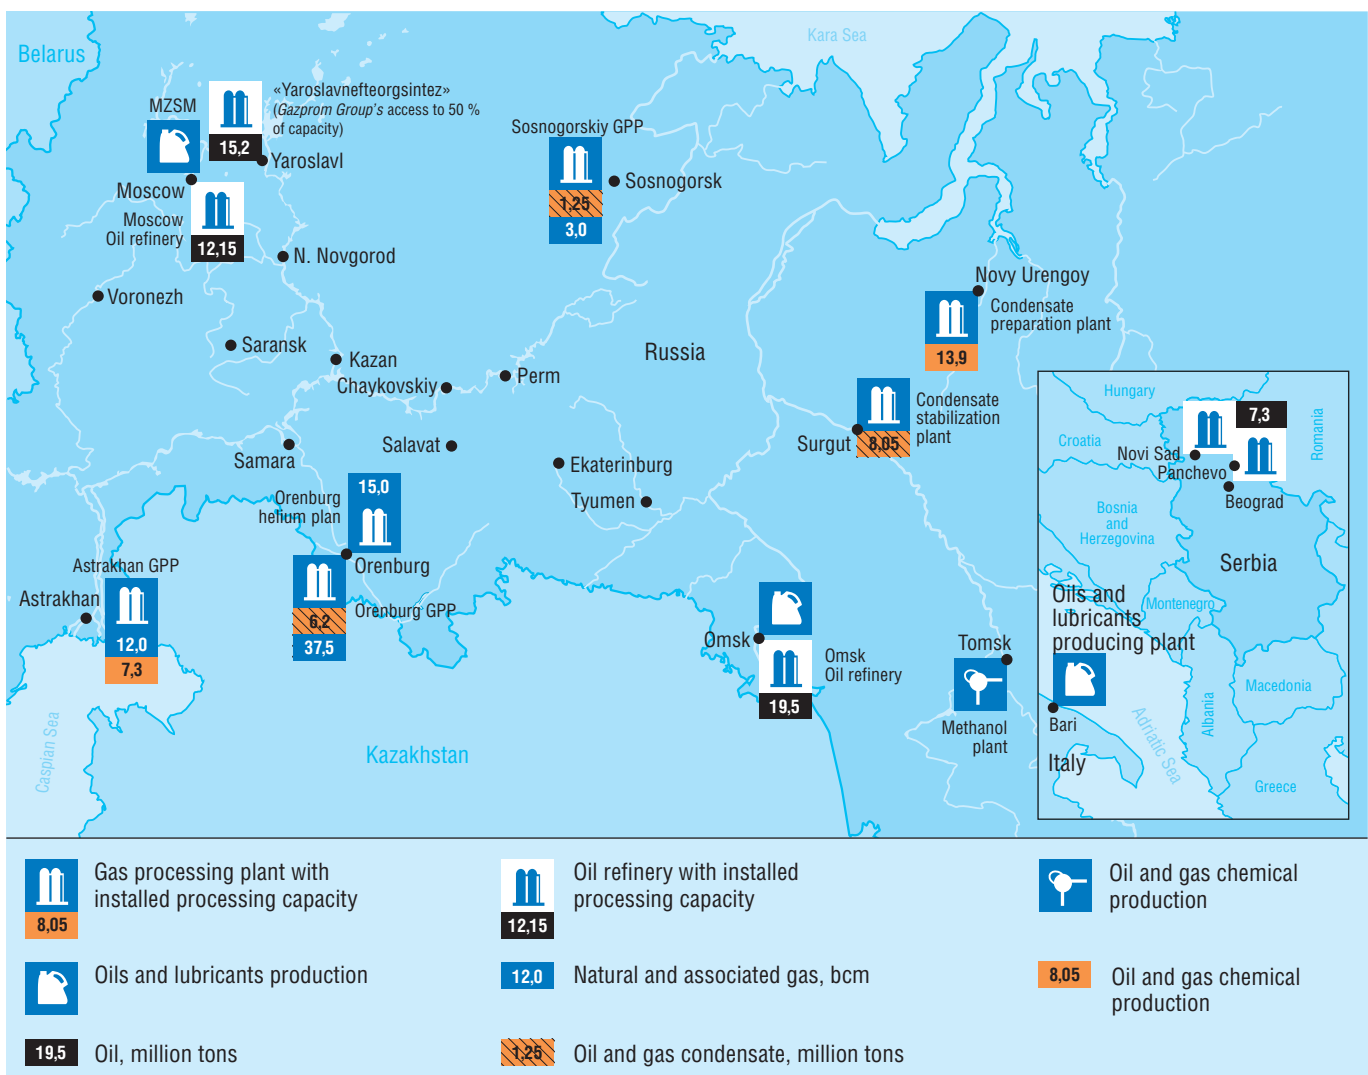 Belarus
Kara Sea
«Yaroslavnefteorgsintez»
(Gazprom Group's access to 50 %
of capacity)
MZSM
15,2
Yaroslavl
Sosnogorskiy GPP
Sosnogorsk
1,25
3,0
Moscow
Moscow
Oil refinery
12,15
N. Novgorod
Voronezh
Novy Urengoy
Condensate
preparation plant
13,9
Saransk
Kazan
Chaykovskiy
Perm
Russia
Condensate
stabilization
plant
Surgut
8,05
Samara
Salavat
Ekaterinburg
Tyumen
15,0
Orenburg
helium plan
Orenburg
Orenburg GPP
6,2
37,5
Astrakhan GPP
Astrakhan
12,0
7,3
Omsk
Omsk
Oil refinery
19,5
Tomsk
Methanol
plant
Caspian Sea
Kazakhstan
Hungary
Croatia
Romania
7,3
Novi Sad
Panchevo
Beograd
Bosnia
and
Herzegovina
Serbia
Oils and
lubricants
producing plant
Montenegro
Macedonia
Albania
Adriatic Sea
Bari
Italy
Greece
Gas processing plant with
installed processing capacity
8,05
Oil refinery with installed
processing capacity
12,15
Oil and gas chemical
production
Oils and lubricants production
12,0
Natural and associated gas, bcm
8,05
Oil and gas chemical
production
19,5
Oil, million tons
1,25
Oil and gas condensate, million tons